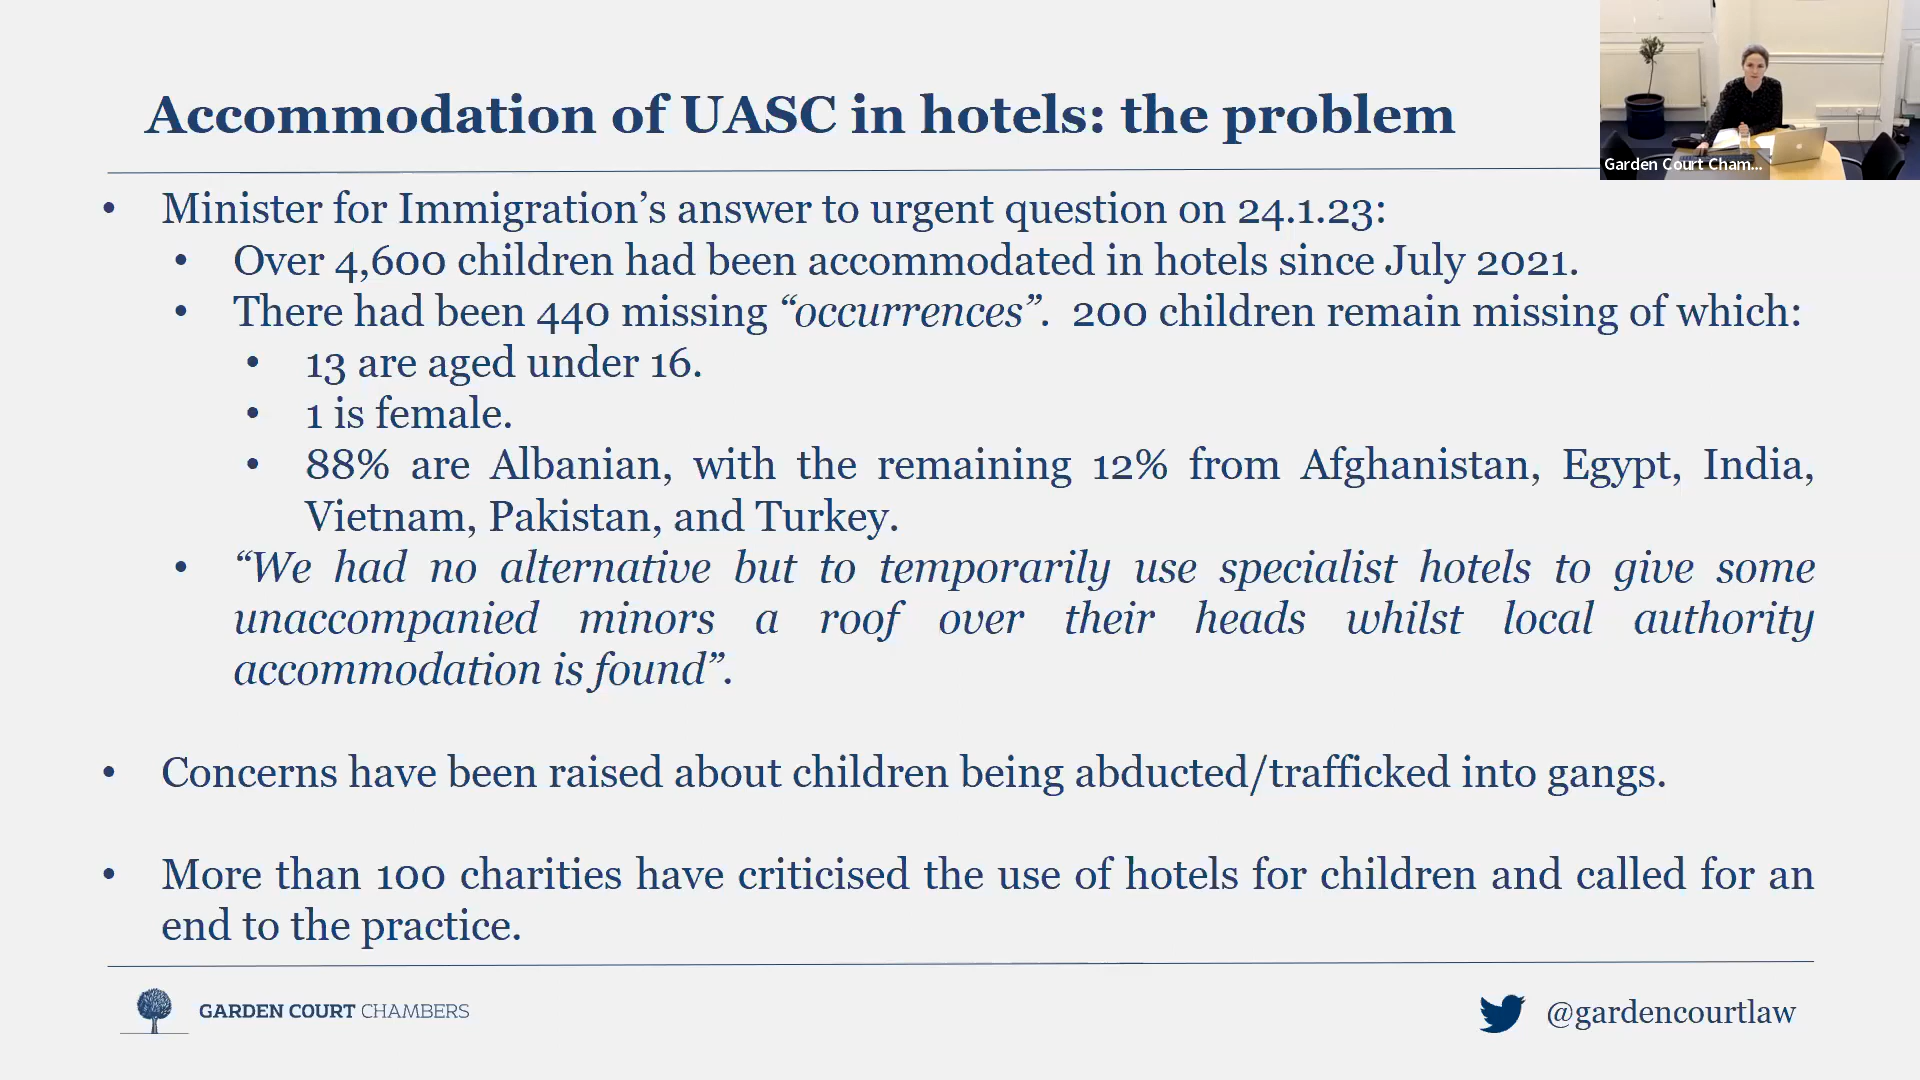 Accommodation of UASC in hotels: the problem
Garden Court Cham...
• Minister for Immigration’s answer to urgent question on 24.1.23:
• Over 4,600 children had been accommodated in hotels since July 2021.
• There had been 440 missing “occurrences”. 200 children remain missing of which:
• 13 are aged under 16.
• 1 is female.
• 88% are Albanian, with the remaining 12% from Afghanistan, Egypt, India,
Vietnam, Pakistan, and Turkey.
• “We had no alternative but to temporarily use specialist hotels to give some
unaccompanied minors a roof over their heads whilst local authority
accommodation is found”.
• Concerns have been raised about children being abducted/trafficked into gangs.
• More than 100 charities have criticised the use of hotels for children and called for an
end to the practice.
GARDEN COURT CHAMBERS
@gardencourtlaw